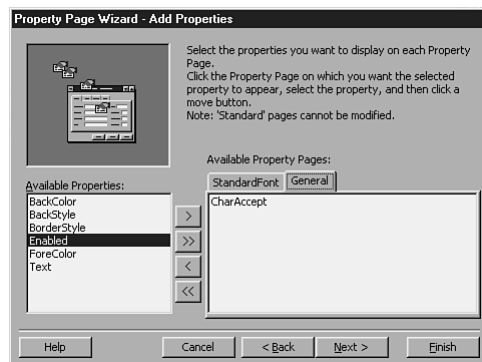 Property Page Wizard - Add Properties
Select the properties you want to display on each Property
Page.
Click the Property Page on which you want the selected
property to appear, select the property, and then click a
move button.
Note: 'Standard' pages cannot be modified.
Available Property Pages:
Available Properties:
StandardFont General
BackColor
BackStyle
BorderStyle
Enabled
ForeColor
Text
>
>>
<
<<
CharAccept
Help Cancel < Back Next > Finish